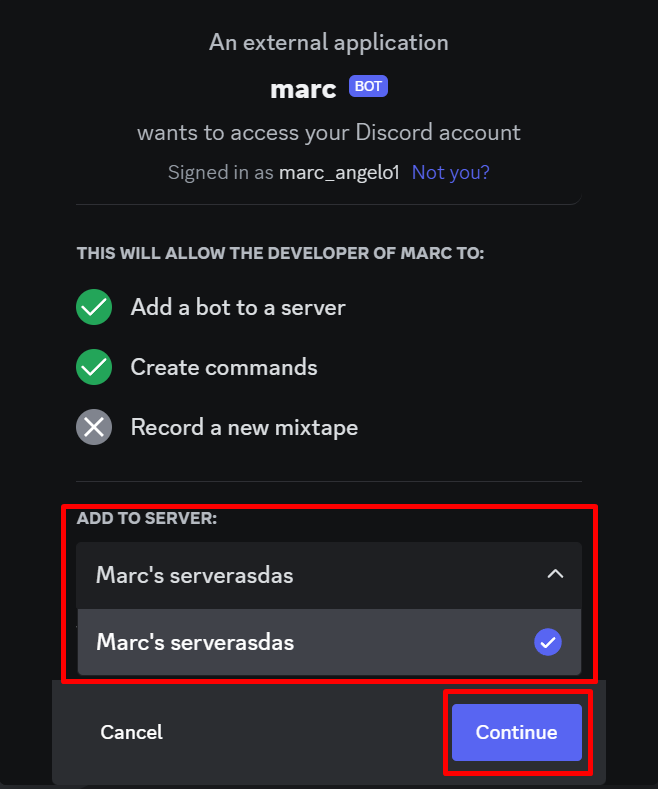 An external application
marc BOT
wants to access your Discord account
Signed in as marc_angelo1 Not you?
THIS WILL ALLOW THE DEVELOPER OF MARC TO:
Add a bot to a server
Create commands
Record a new mixtape
ADD TO SERVER:
Marc's serverasdas
Marc's serverasdas
Cancel Continue